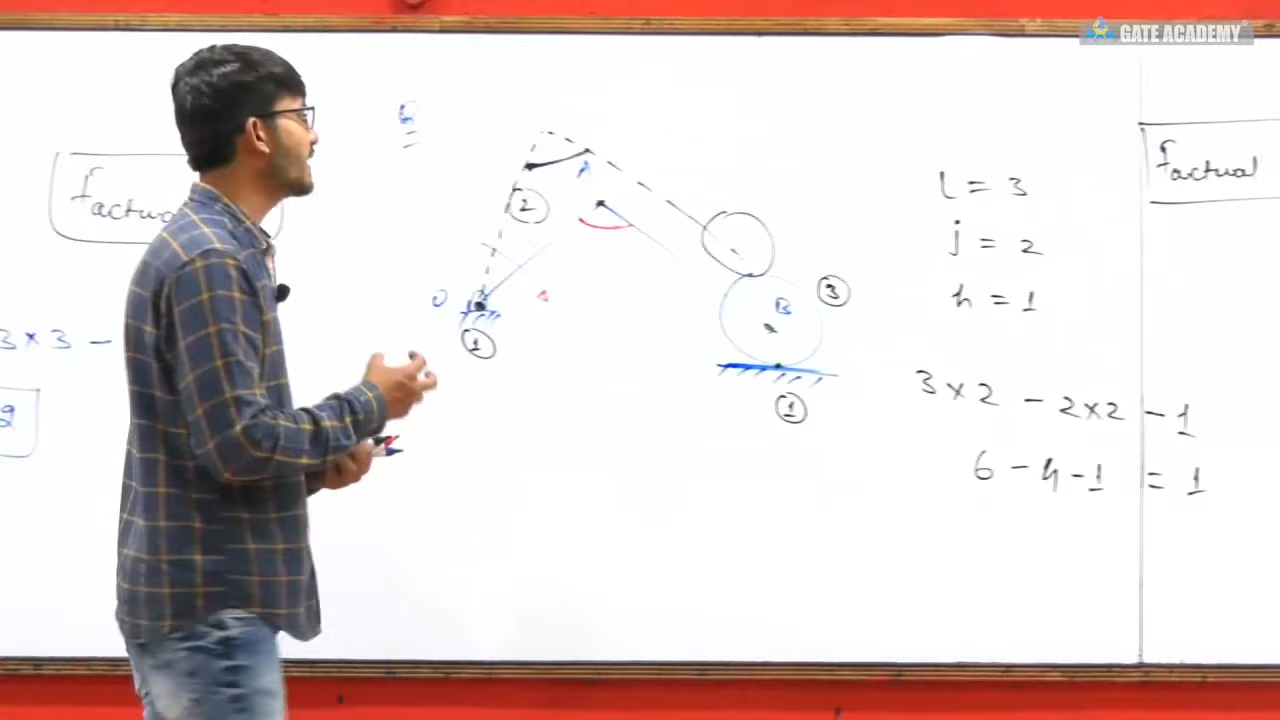 GATE ACADEMY
Factual
3×3 -
2
O
A
B
1
2
3
1
l = 3
j = 2
h = 1
3×2 - 2×2 - 1
6 - 4 - 1 = 1
Factual